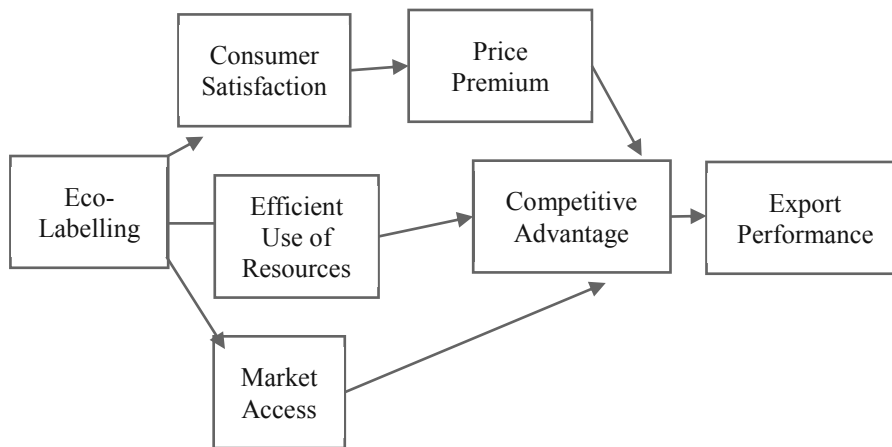 Consumer
Satisfaction
Price
Premium
Eco-
Labelling
Efficient
Use of
Resources
Competitive
Advantage
Export
Performance
Market
Access